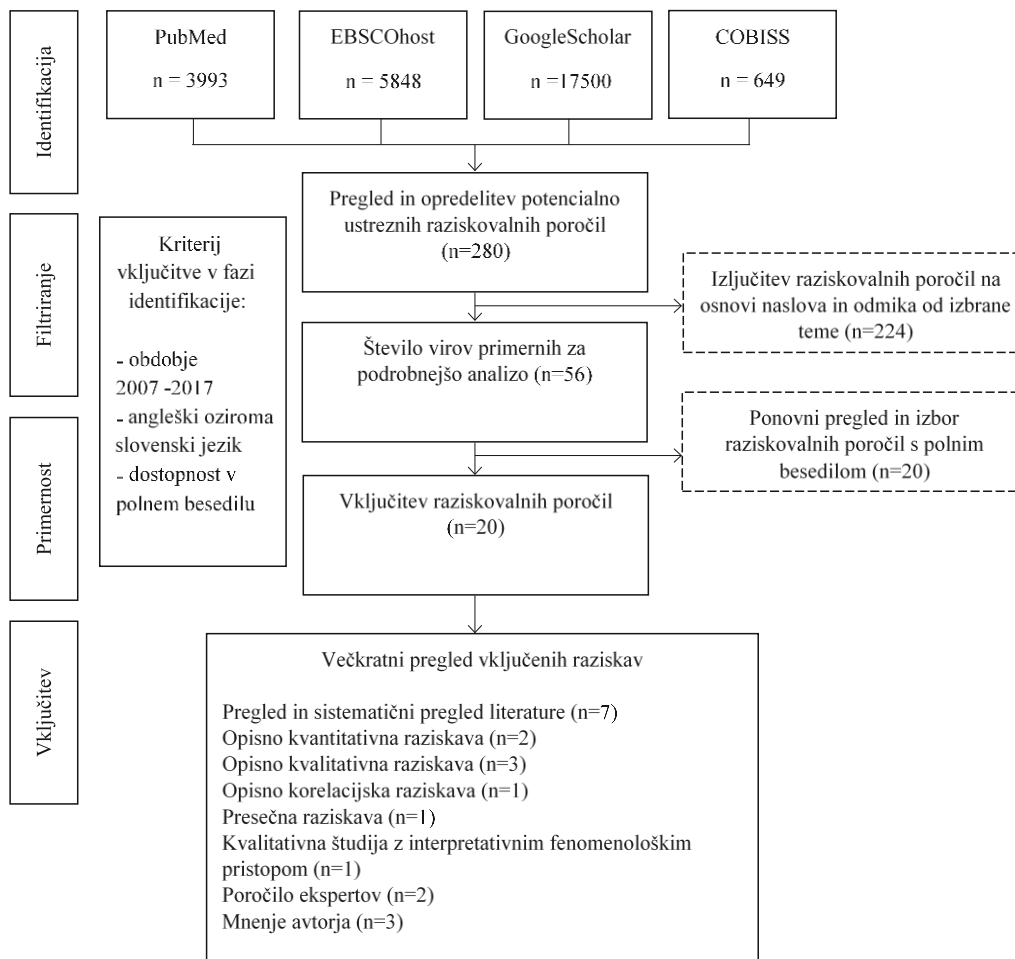 Identifikacija
PubMed
n = 3993
EBSCOhost
n = 5848
GoogleScholar
n =17500
COBISS
n = 649
Pregled in opredelitev potencialno
ustreznih raziskovalnih poročil
(n=280)
Filtriranje
Kriterij
vključitve v fazi
identifikacije:
- obdobje
2007 -2017
- angleški oziroma
slovenski jezik
- dostopnost v
polnem besedilu
Izljučitev raziskovalnih poročil na
osnovi naslova in odmika od izbrane
teme (n=224)
Število virov primernih za
podrobnejšo analizo (n=56)
Primernost
Ponovni pregled in izbor
raziskovalnih poročil s polnim
besedilom (n=20)
Vključitev raziskovalnih poročil
(n=20)
Vključitev
Večkratni pregled vključenih raziskav
Pregled in sistematični pregled literature (n=7)
Opisno kvantitativna raziskava (n=2)
Opisno kvalitativna raziskava (n=3)
Opisno korelacijska raziskava (n=1)
Presečna raziskava (n=1)
Kvalitativna študija z interpretativnim fenomenološkim
pristopom (n=1)
Poročilo ekspertov (n=2)
Mnenje avtorja (n=3)